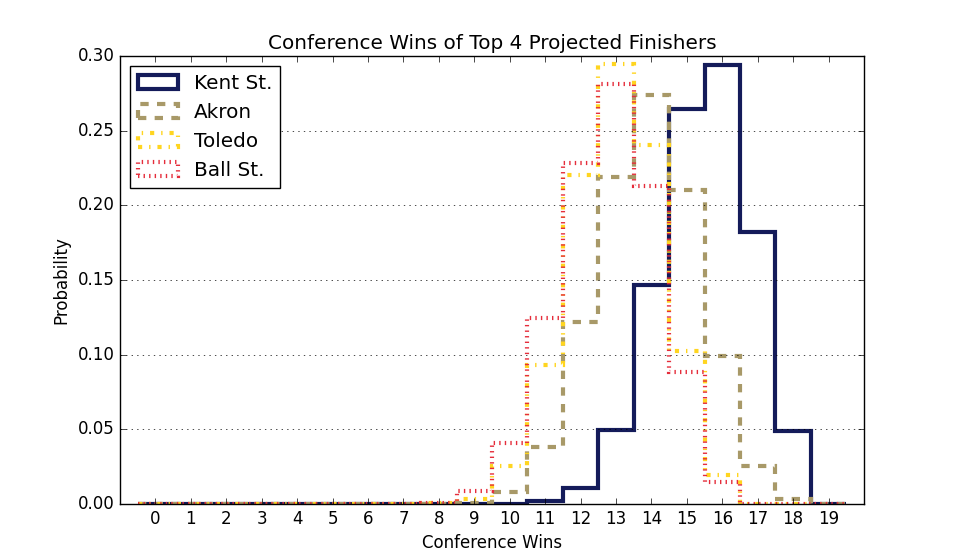 Conference Wins of Top 4 Projected Finishers
Kent St.
Akron
Toledo
Ball St.
0.30
0.25
0.20
0.15
0.10
0.05
0.00
Probability
0 1 2 3 4 5 6 7 8 9 10 11 12 13 14 15 16 17 18 19
Conference Wins